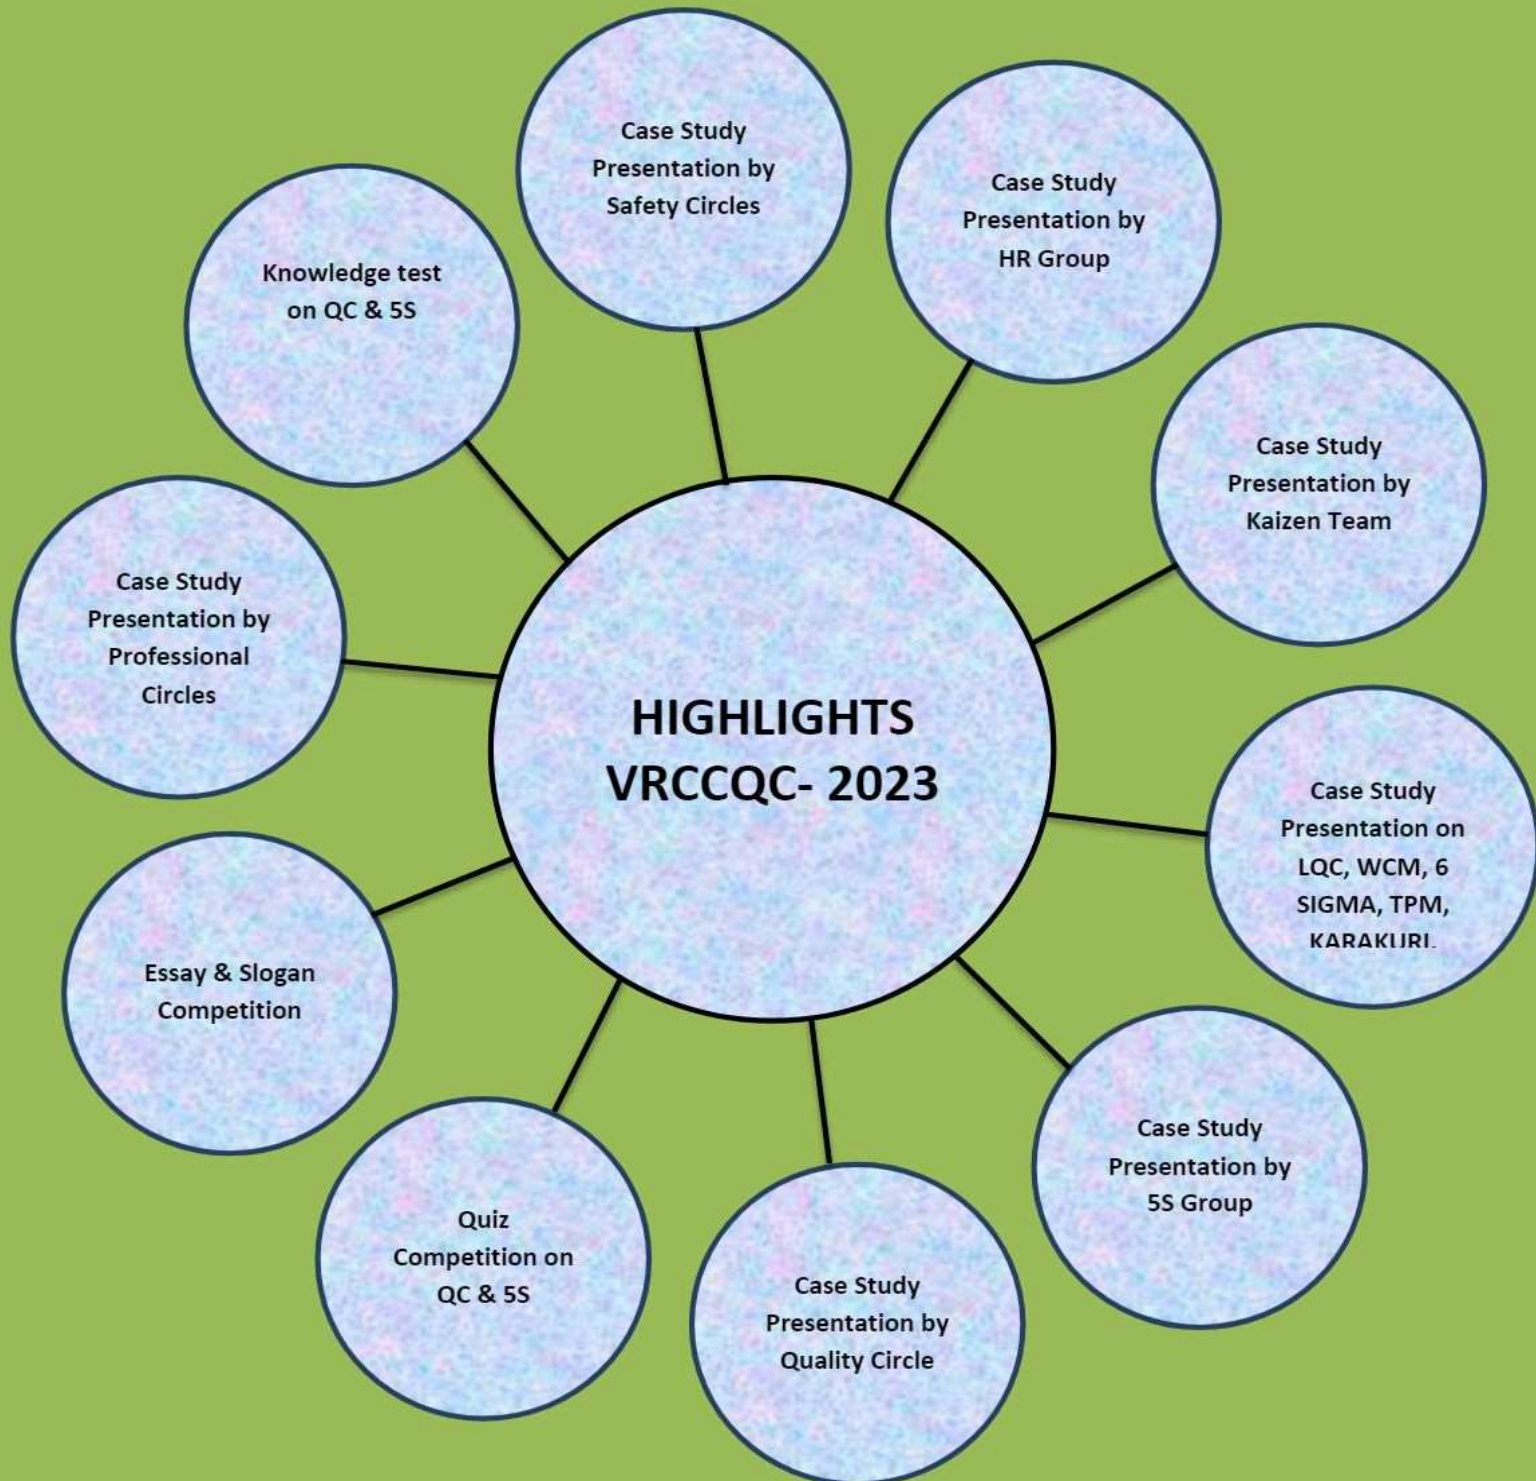 Case Study
Presentation by
Safety Circles
Case Study
Presentation by
HR Group
Case Study
Presentation by
Kaizen Team
Case Study
Presentation on
LQC, WCM, 6
SIGMA, TPM,
KARAKURI.
Case Study
Presentation by
5S Group
Case Study
Presentation by
Quality Circle
Quiz
Competition on
QC & 5S
Essay & Slogan
Competition
Case Study
Presentation by
Professional
Circles
Knowledge test
on QC & 5S
HIGHLIGHTS
VRCCQC- 2023